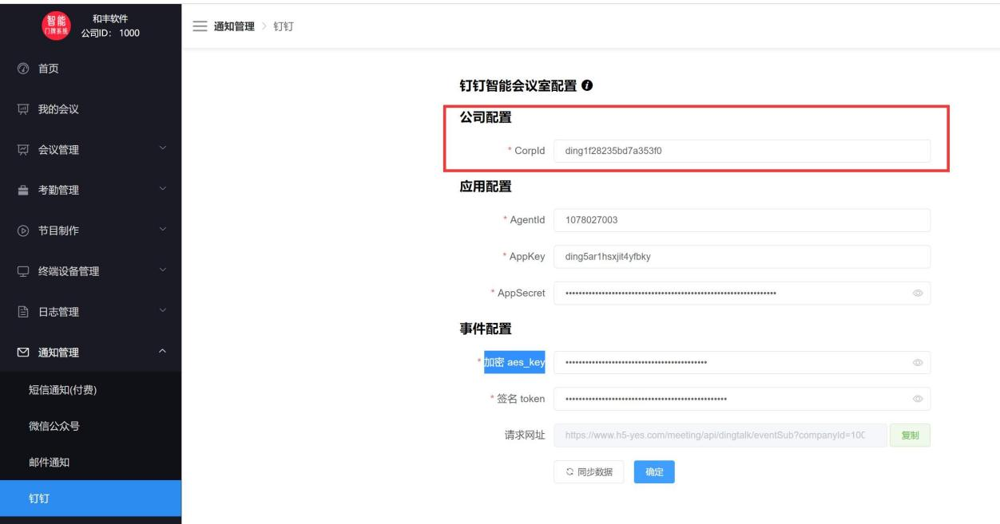 智能
门牌系统
和丰软件
公司ID： 1000
首页
我的会议
会议管理
考勤管理
节目制作
终端设备管理
日志管理
通知管理
短信通知(付费)
微信公众号
邮件通知
钉钉
通知管理 > 钉钉
钉钉智能会议室配置
公司配置
* CorpId ding1f28235bd7a353f0
应用配置
* AgentId 1078027003
* AppKey ding5ar1hsxjit4yfbky
* AppSecret
事件配置
* 加密 aes_key
* 签名 token
请求网址 https://www.h5-yes.com/meeting/api/dingtalk/eventSub?companyId=100 复制
同步数据 确定